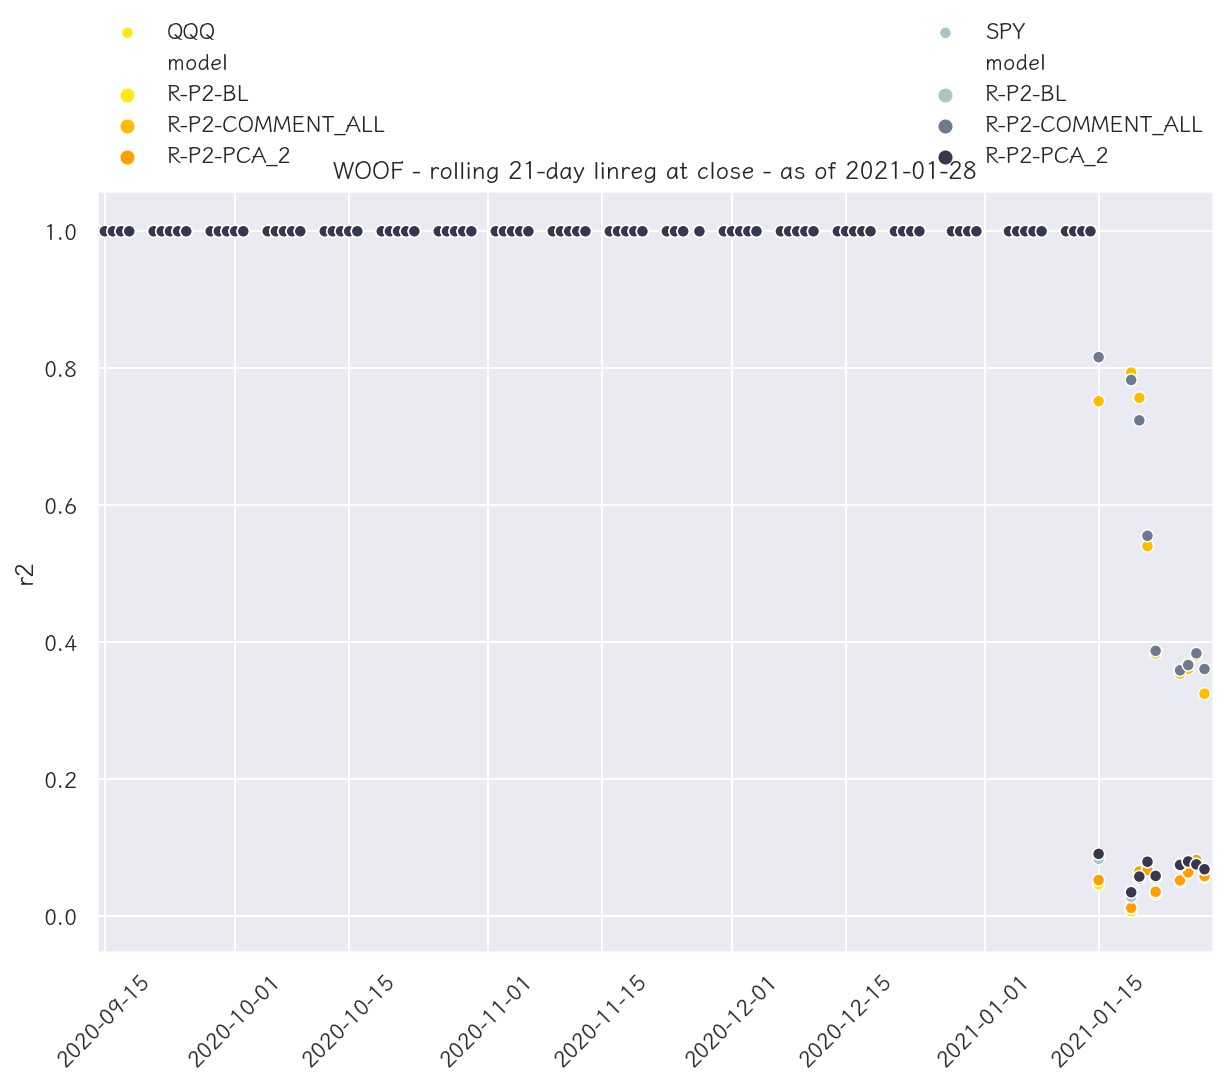 QQQ
model
R-P2-BL
R-P2-COMMENT_ALL
R-P2-PCA_2
SPY
model
R-P2-BL
R-P2-COMMENT_ALL
R-P2-PCA_2
WOOF - rolling 21-day linreg at close - as of 2021-01-28
1.0
0.8
0.6
0.4
0.2
0.0
r2
2020-09-15
2020-10-01
2020-10-15
2020-11-01
2020-11-15
2020-12-01
2020-12-15
2021-01-01
2021-01-15